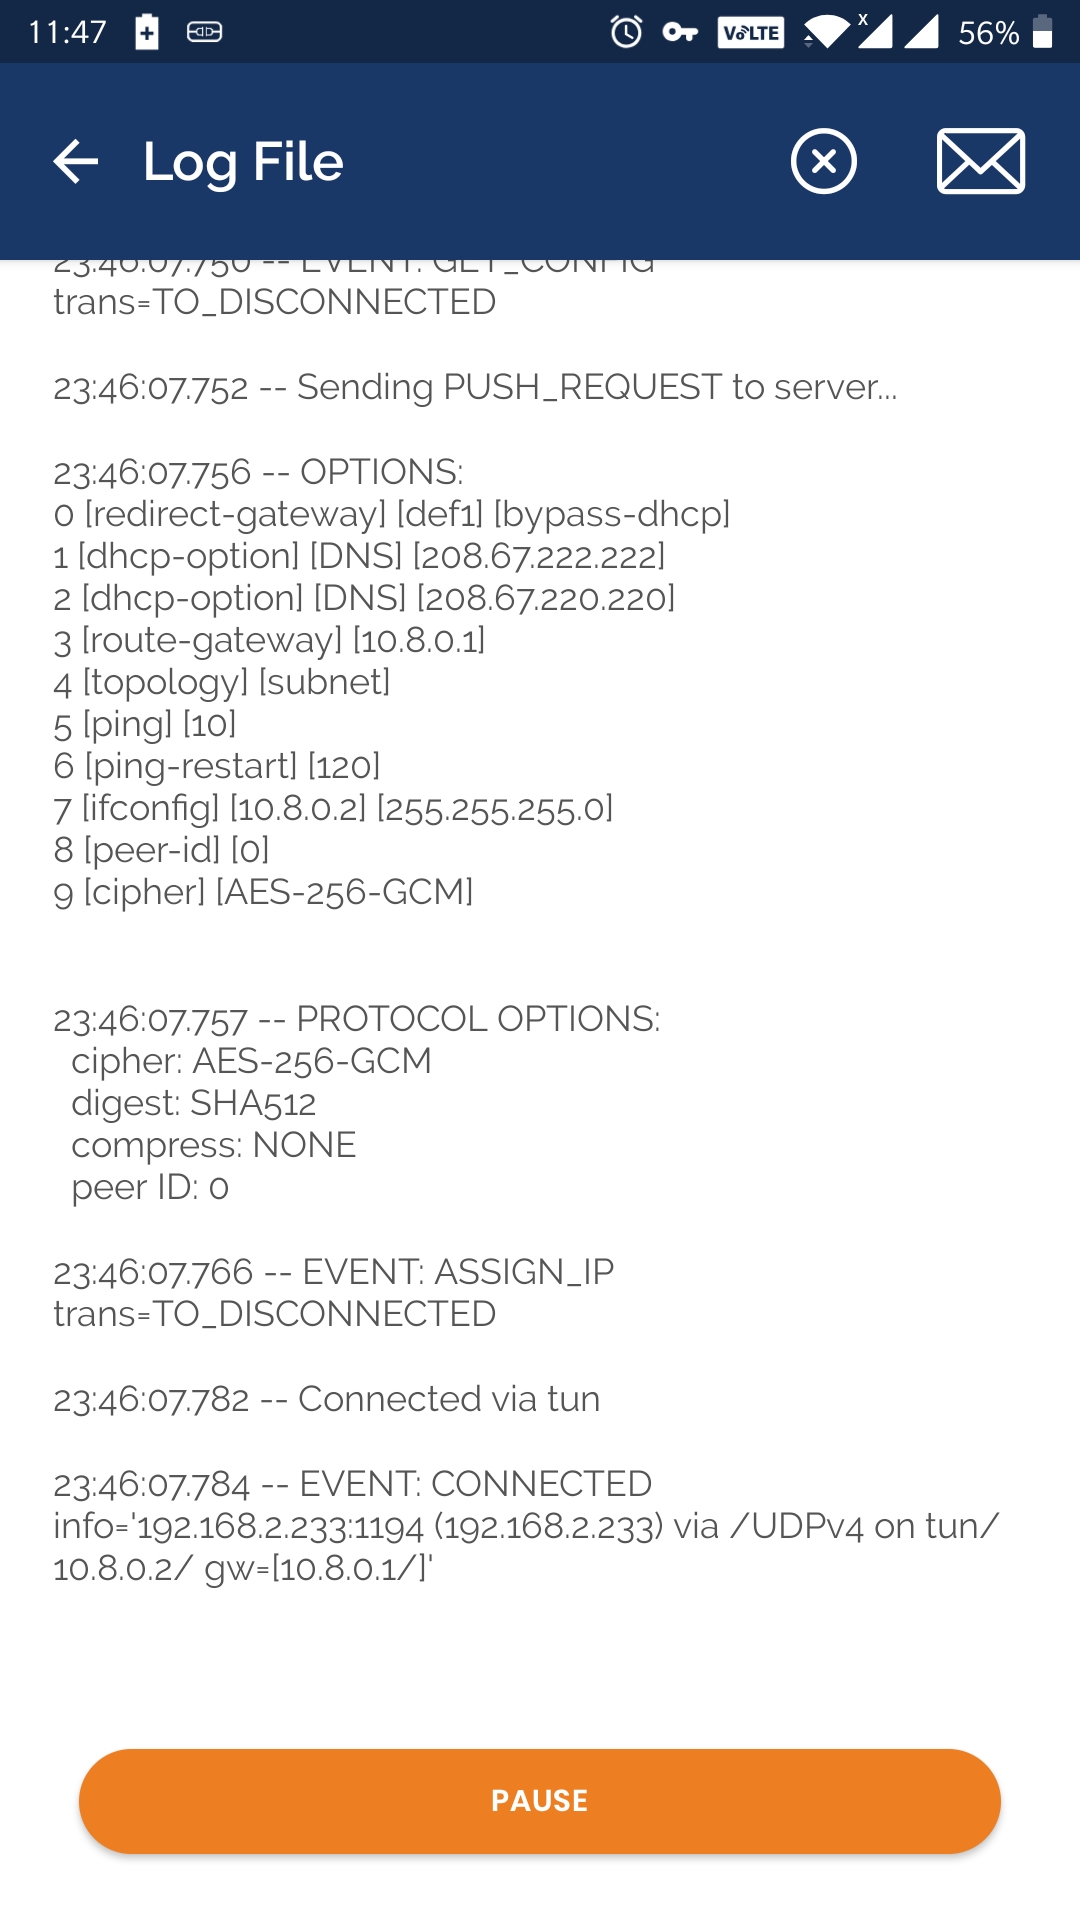 11:47
x
VoLTE
56%
Log File
23:46:07.750 -- EVENT: GET_CONFIG
trans=TO_DISCONNECTED
23:46:07.752 -- Sending PUSH_REQUEST to server...
23:46:07.756 -- OPTIONS:
0 [redirect-gateway] [def1] [bypass-dhcp]
1 [dhcp-option] [DNS] [208.67.222.222]
2 [dhcp-option] [DNS] [208.67.220.220]
3 [route-gateway] [10.8.0.1]
4 [topology] [subnet]
5 [ping] [10]
6 [ping-restart] [120]
7 [ifconfig] [10.8.0.2] [255.255.255.0]
8 [peer-id] [0]
9 [cipher] [AES-256-GCM]
23:46:07.757 -- PROTOCOL OPTIONS:
cipher: AES-256-GCM
digest: SHA512
compress: NONE
peer ID: 0
23:46:07.766 -- EVENT: ASSIGN_IP
trans=TO_DISCONNECTED
23:46:07.782 -- Connected via tun
23:46:07.784 -- EVENT: CONNECTED
info='192.168.2.233:1194 (192.168.2.233) via /UDPv4 on tun/
10.8.0.2/ gw=[10.8.0.1/]'
PAUSE